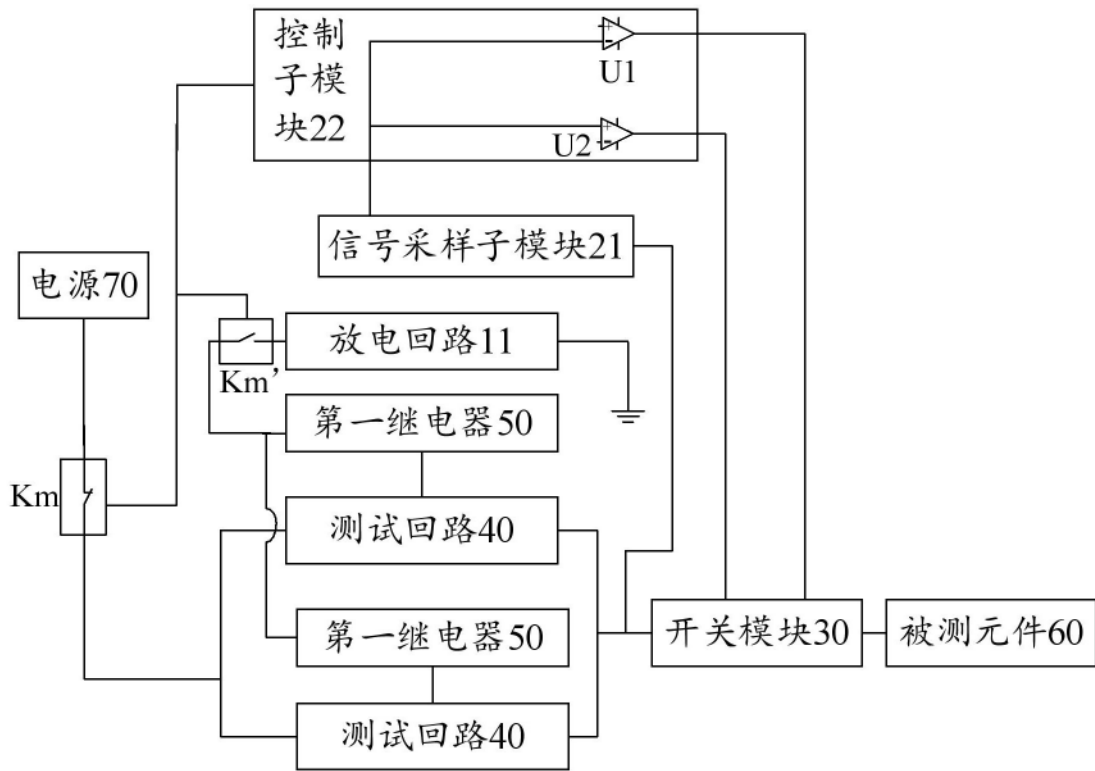 控制
子模
块22
+
-
U1
+
-
U2
信号采样子模块21
电源70
放电回路11
Km’
第一继电器50
Km
测试回路40
第一继电器50
开关模块30
被测元件60
测试回路40